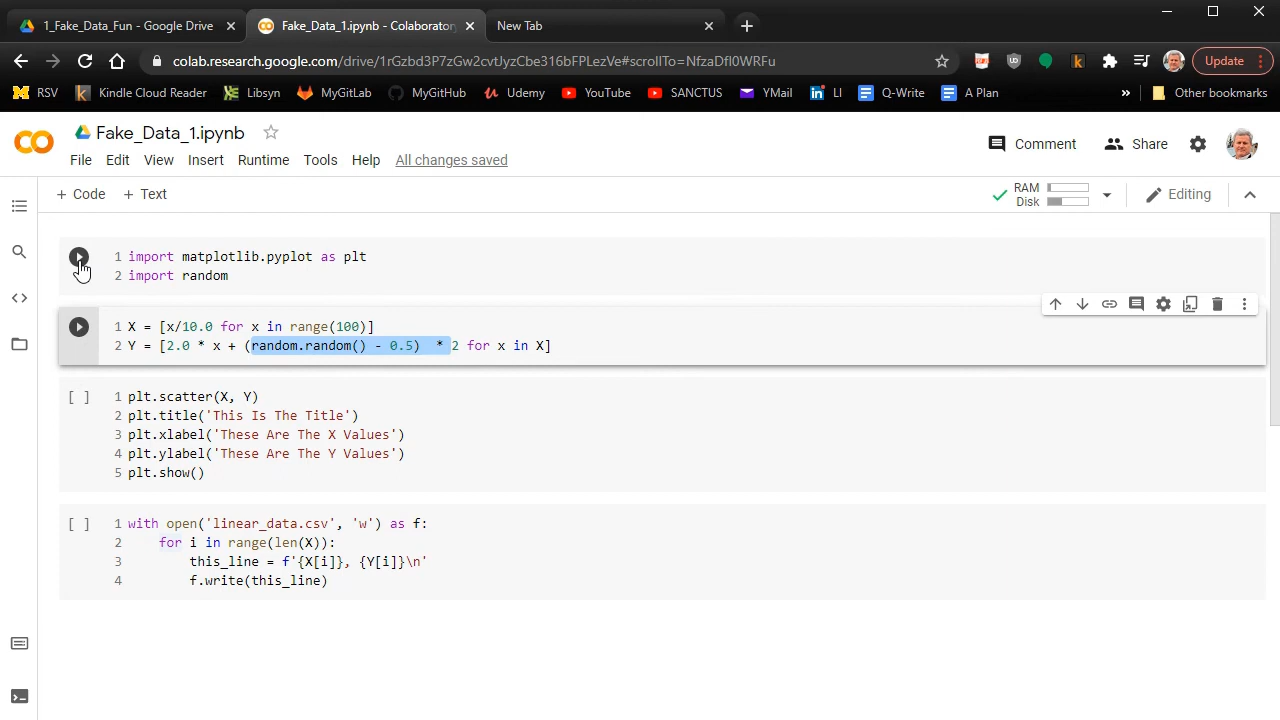 1_Fake_Data_Fun - Google Drive
Fake_Data_1.ipynb - Colaboratory
New Tab
colab.research.google.com/drive/1rGzbd3P7zGw2cvtJyzCbe316bFPLezVe#scrollTo=NfzaDfI0WRFu
Update
RSV
Kindle Cloud Reader
Libsyn
MyGitLab
MyGitHub
Udemy
YouTube
SANCTUS
YMail
LI
Q-Write
A Plan
»
Other bookmarks
Fake_Data_1.ipynb
Comment
Share
File Edit View Insert Runtime Tools Help All changes saved
+ Code + Text
RAM
Disk
Editing
1 import matplotlib.pyplot as plt
2 import random
1 X = [x/10.0 for x in range(100)]
2 Y = [2.0 * x + (random.random() - 0.5) * 2 for x in X]
[ ] 1 plt.scatter(X, Y)
2 plt.title('This Is The Title')
3 plt.xlabel('These Are The X Values')
4 plt.ylabel('These Are The Y Values')
5 plt.show()
[ ] 1 with open('linear_data.csv', 'w') as f:
2 for i in range(len(X)):
3 this_line = f'{X[i]}, {Y[i]}\n'
4 f.write(this_line)